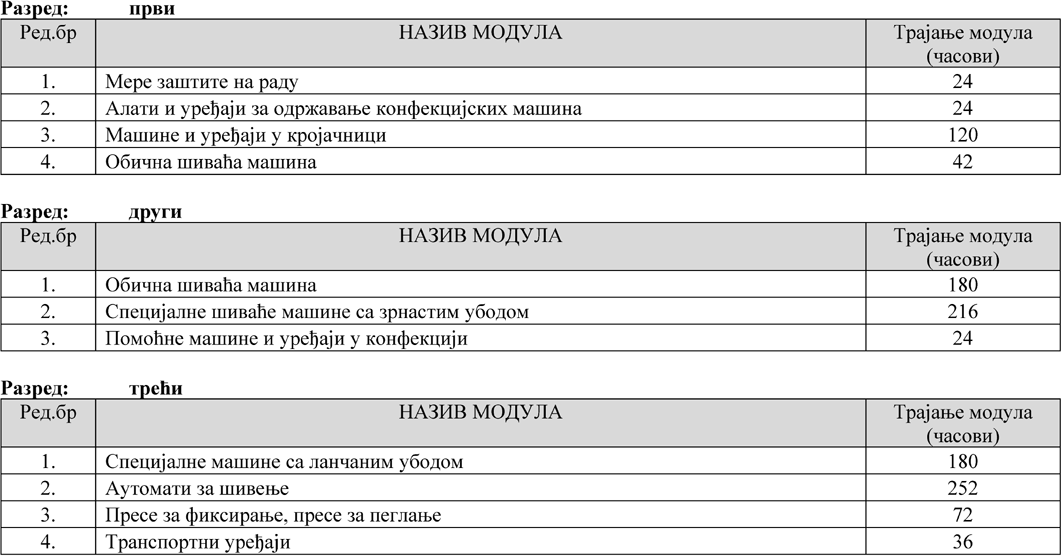 Разред: први
Ред.бр НАЗИВ МОДУЛА Трајање модула
(часови)
1. Мере заштите на раду 24
2. Алати и уређаји за одржавање конфекцијских машина 24
3. Машине и уређаји у кројачници 120
4. Обична шиваћа машина 42
Разред: други
Ред.бр НАЗИВ МОДУЛА Трајање модула
(часови)
1. Обична шиваћа машина 180
2. Специјалне шиваће машине са зрнастим убодом 216
3. Помоћне машине и уређаји у конфекцији 24
Разред: трећи
Ред.бр НАЗИВ МОДУЛА Трајање модула
(часови)
1. Специјалне машине са ланчаним убодом 180
2. Аутомати за шивење 252
3. Пресе за фиксирање, пресе за пеглање 72
4. Транспортни уређаји 36